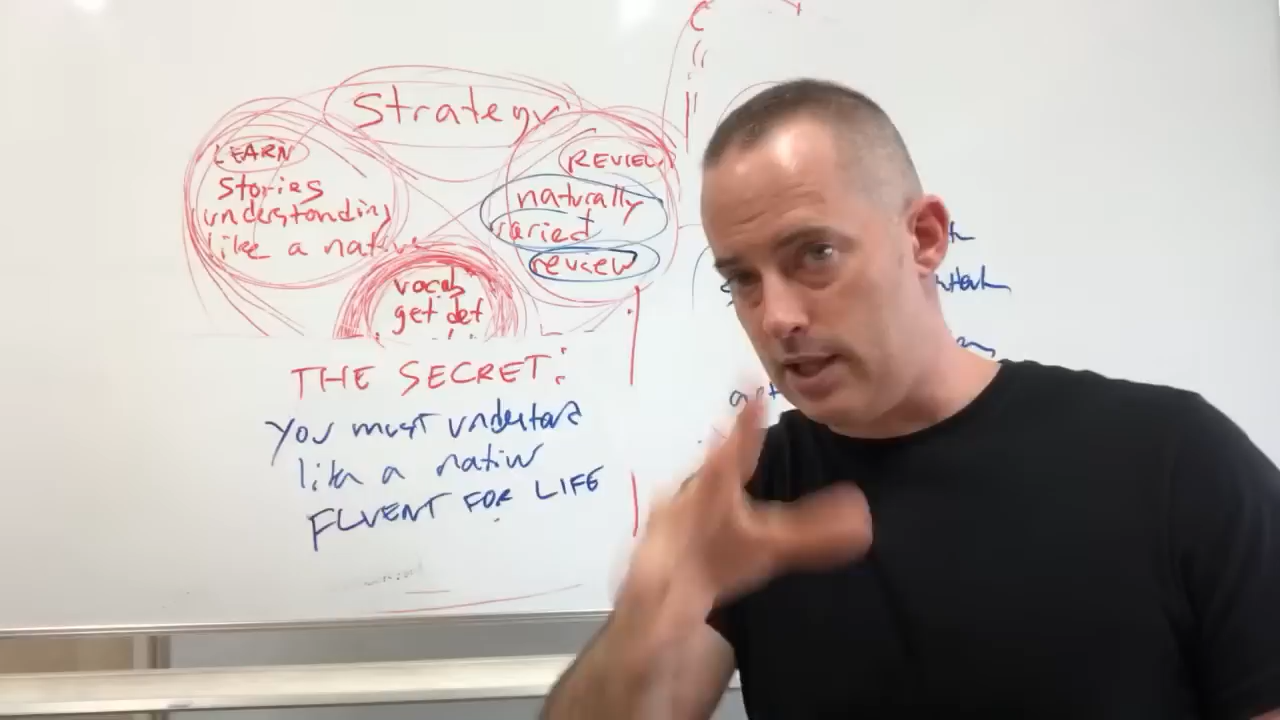 Strategy
LEARN
stories
understanding
like a native
REVIEW
naturally
varied
review
vocab
get def
THE SECRET:
You must understand
like a native
FLUENT FOR LIFE